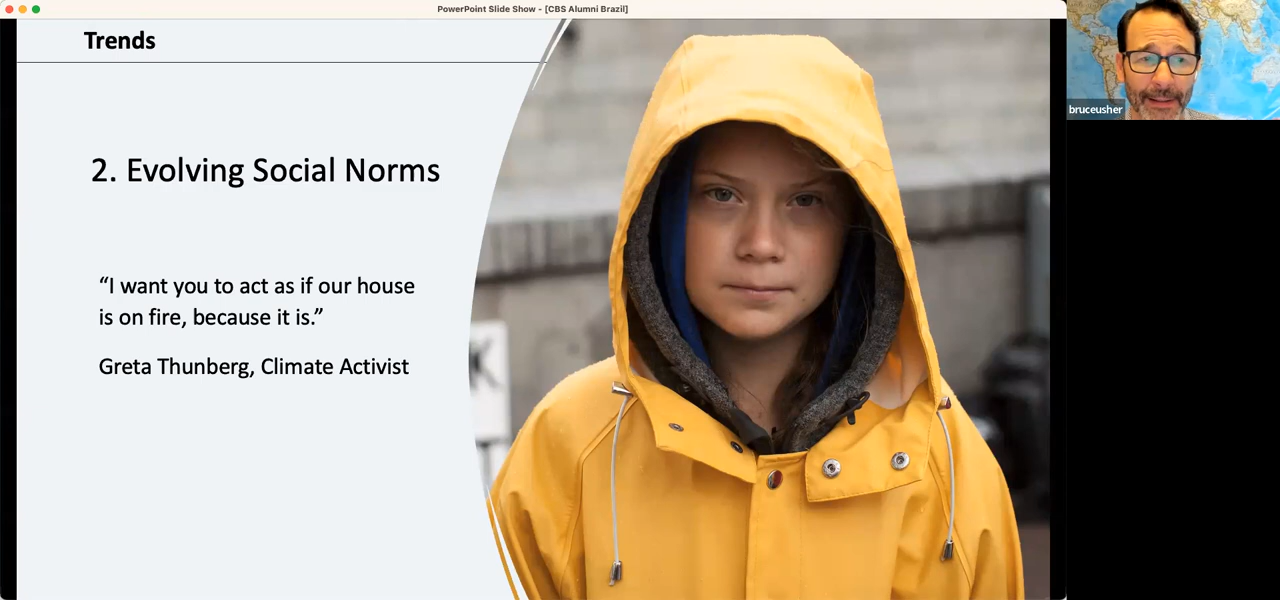 PowerPoint Slide Show - [CBS Alumni Brazil]
Trends
bruceusher
2. Evolving Social Norms
“I want you to act as if our house
is on fire, because it is.”
Greta Thunberg, Climate Activist